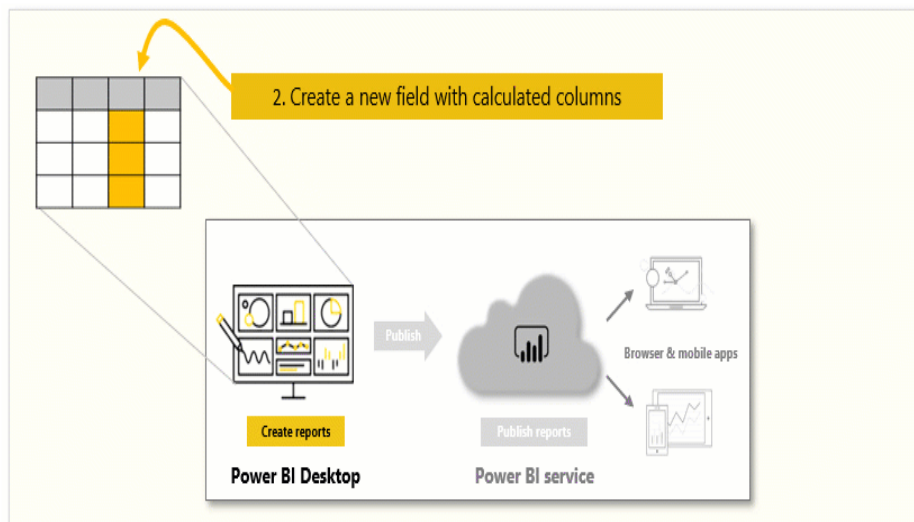 2. Create a new field with calculated columns
Publish
Browser & mobile apps
Create reports
Publish reports
Power BI Desktop
Power BI service